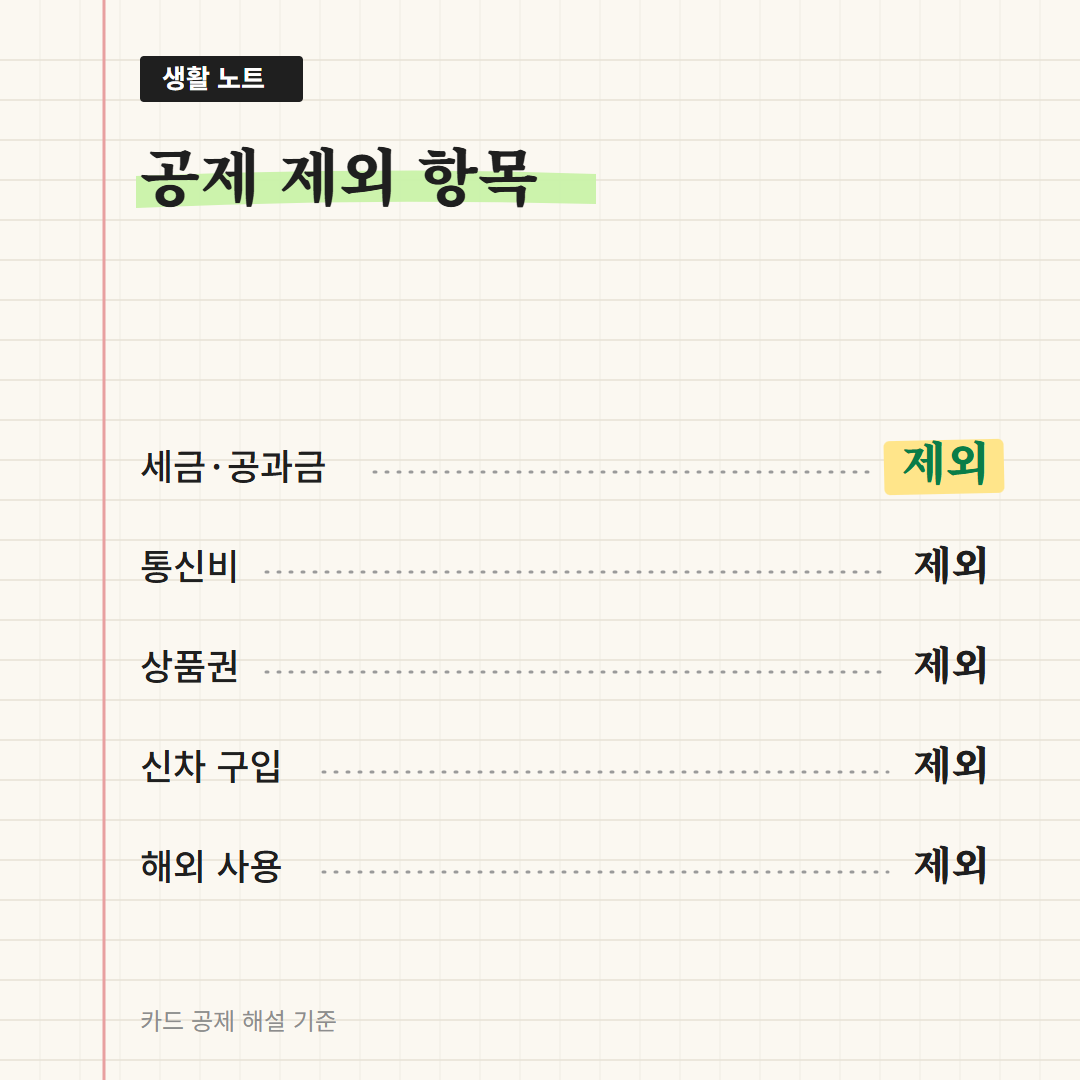 생활 노트
공제 제외 항목
세금·공과금 제외
통신비 제외
상품권 제외
신차 구입 제외
해외 사용 제외
카드 공제 해설 기준